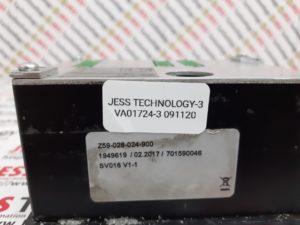 JESS TECHNOLOGY-3
VA01724-3 091120
Z59-028-024-900
1949619 / 02.2017 / 701590046
SV016 V1-1